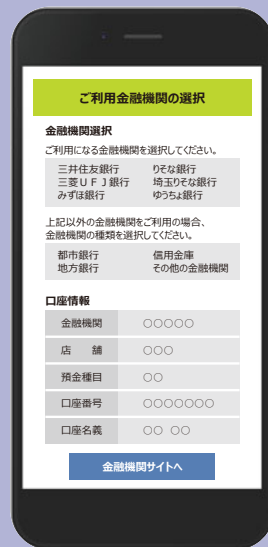 ご利用金融機関の選択
金融機関選択
ご利用になる金融機関を選択してください。
三井住友銀行 りそな銀行
三菱ＵＦＪ銀行 埼玉りそな銀行
みずほ銀行 ゆうちょ銀行
上記以外の金融機関をご利用の場合、
金融機関の種類を選択してください。
都市銀行 信用金庫
地方銀行 その他の金融機関
口座情報
金融機関 ○○○○○
店　舗 ○○○
預金種目 ○○
口座番号 ○○○○○○○
口座名義 ○○ ○○
金融機関サイトへ